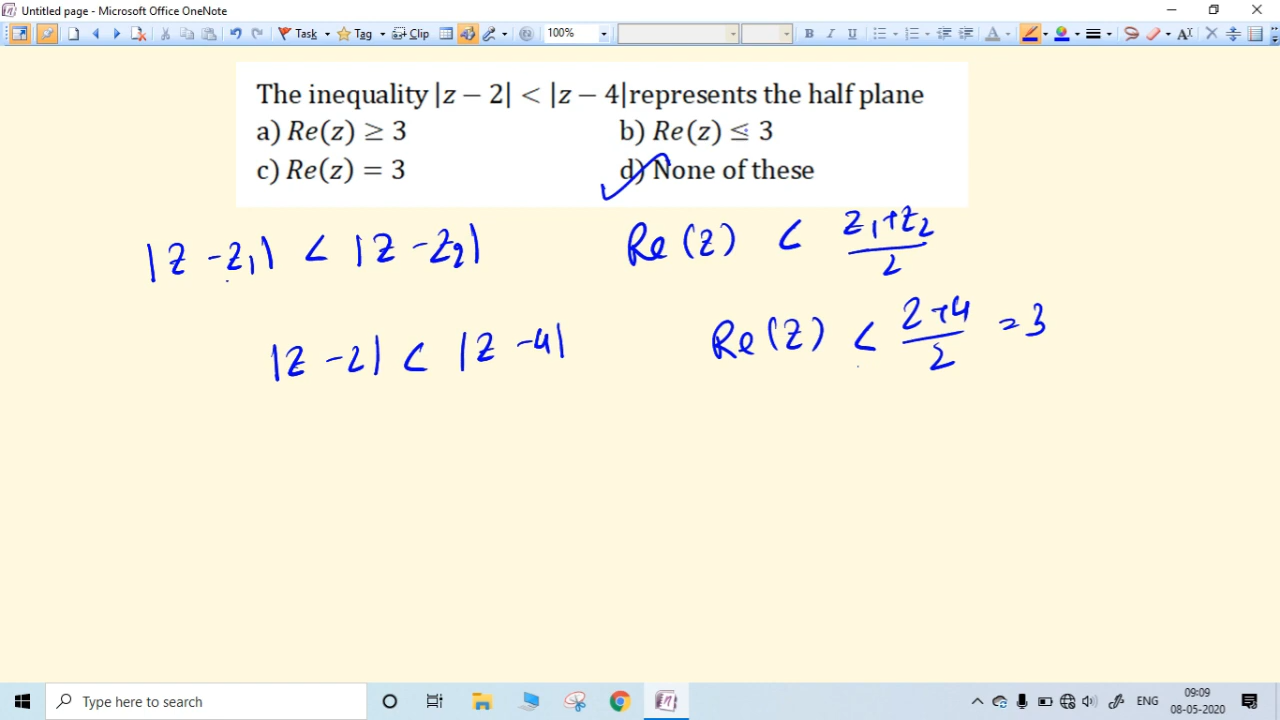 Untitled page - Microsoft Office OneNote
Task Tag Clip 100% B I U A
The inequality |z − 2| < |z − 4| represents the half plane
a) Re(z) ≥ 3 b) Re(z) ≤ 3
c) Re(z) = 3 d) None of these
|z - z₁| < |z - z₂| Re(z) < (z₁+z₂)/2
|z - 2| < |z - 4| Re(z) < (2+4)/2 = 3
Type here to search ENG 09:09
08-05-2020